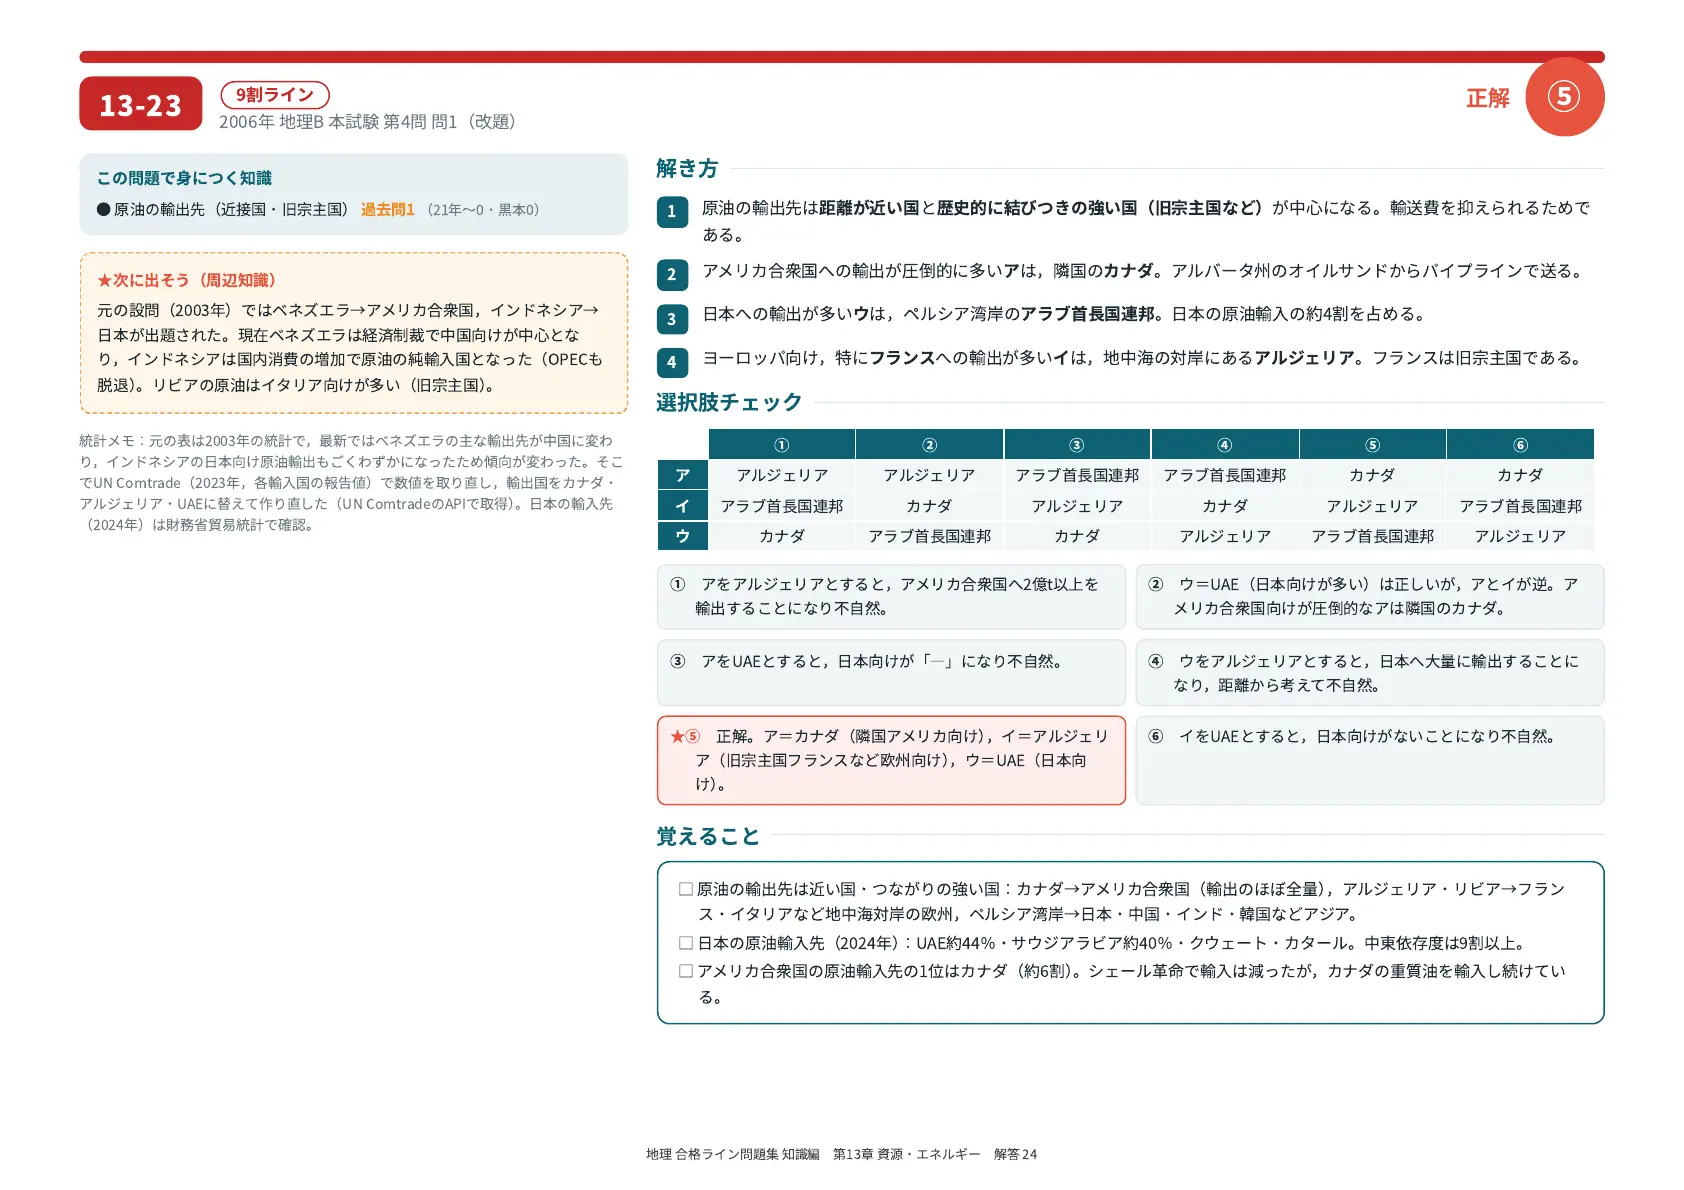 13-23
9割ライン
2006年 地理B 本試験 第4問 問1（改題）
正解 ⑤
この問題で身につく知識
●原油の輸出先（近接国・旧宗主国） 過去問1 （21年〜0・黒本0）
★次に出そう（周辺知識）
元の設問（2003年）ではベネズエラ→アメリカ合衆国，インドネシア→
日本が出題された。現在ベネズエラは経済制裁で中国向けが中心とな
り，インドネシアは国内消費の増加で原油の純輸入国となった（OPECも
脱退）。リビアの原油はイタリア向けが多い（旧宗主国）。
統計メモ：元の表は2003年の統計で，最新ではベネズエラの主な輸出先が中国に変わ
り，インドネシアの日本向け原油輸出もごくわずかになったため傾向が変わった。そこ
でUN Comtrade（2023年，各輸入国の報告値）で数値を取り直し，輸出国をカナダ・
アルジェリア・UAEに替えて作り直した（UN ComtradeのAPIで取得）。日本の輸入先
（2024年）は財務省貿易統計で確認。
解き方
1 原油の輸出先は距離が近い国と歴史的に結びつきの強い国（旧宗主国など）が中心になる。輸送費を抑えられるためで
ある。
2 アメリカ合衆国への輸出が圧倒的に多いアは，隣国のカナダ。アルバータ州のオイルサンドからパイプラインで送る。
3 日本への輸出が多いウは，ペルシア湾岸のアラブ首長国連邦。日本の原油輸入の約4割を占める。
4 ヨーロッパ向け，特にフランスへの輸出が多いイは，地中海の対岸にあるアルジェリア。フランスは旧宗主国である。
選択肢チェック
① ② ③ ④ ⑤ ⑥
ア アルジェリア アルジェリア アラブ首長国連邦 アラブ首長国連邦 カナダ カナダ
イ アラブ首長国連邦 カナダ アルジェリア カナダ アルジェリア アラブ首長国連邦
ウ カナダ アラブ首長国連邦 カナダ アルジェリア アラブ首長国連邦 アルジェリア
① アをアルジェリアとすると，アメリカ合衆国へ2億t以上を
輸出することになり不自然。
② ウ＝UAE（日本向けが多い）は正しいが，アとイが逆。ア
メリカ合衆国向けが圧倒的なアは隣国のカナダ。
③ アをUAEとすると，日本向けが「―」になり不自然。
④ ウをアルジェリアとすると，日本へ大量に輸出することに
なり，距離から考えて不自然。
★⑤ 正解。ア＝カナダ（隣国アメリカ向け），イ＝アルジェリ
ア（旧宗主国フランスなど欧州向け），ウ＝UAE（日本向
け）。
⑥ イをUAEとすると，日本向けがないことになり不自然。
覚えること
□ 原油の輸出先は近い国・つながりの強い国：カナダ→アメリカ合衆国（輸出のほぼ全量），アルジェリア・リビア→フラン
ス・イタリアなど地中海対岸の欧州，ペルシア湾岸→日本・中国・インド・韓国などアジア。
□ 日本の原油輸入先（2024年）：UAE約44％・サウジアラビア約40％・クウェート・カタール。中東依存度は9割以上。
□ アメリカ合衆国の原油輸入先の1位はカナダ（約6割）。シェール革命で輸入は減ったが，カナダの重質油を輸入し続けてい
る。
地理 合格ライン問題集 知識編 第13章 資源・エネルギー 解答24